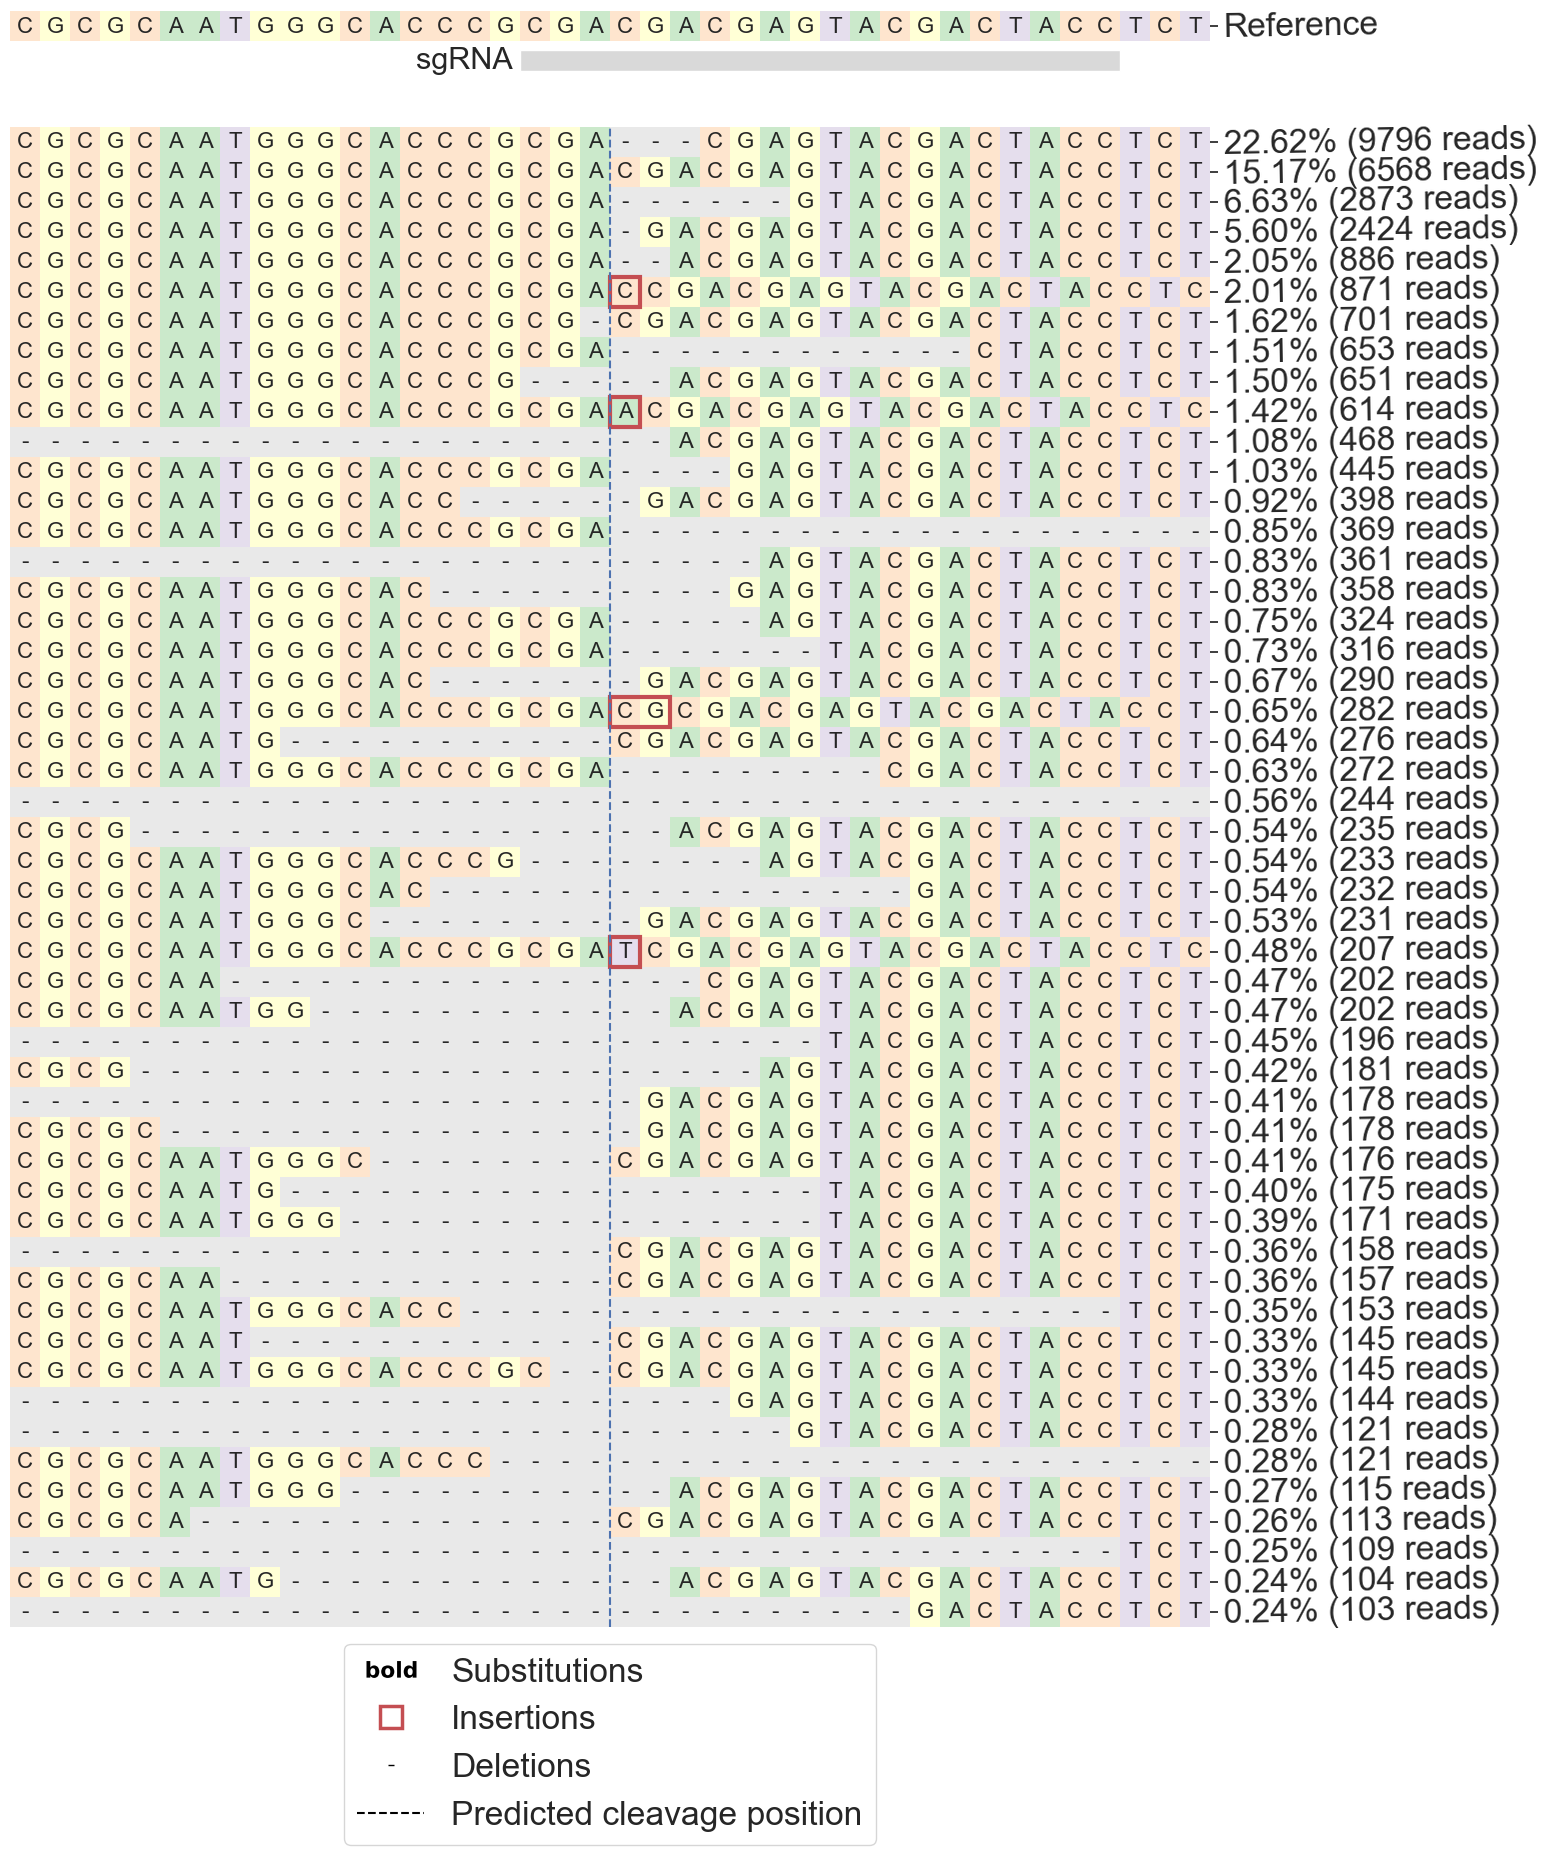 C G C G C A A T G G G C A C C C G C G A C G A C G A G T A C G A C T A C C T C T Reference
sgRNA
C G C G C A A T G G G C A C C C G C G A - - - C G A G T A C G A C T A C C T C T 22.62% (9796 reads)
C G C G C A A T G G G C A C C C G C G A C G A C G A G T A C G A C T A C C T C T 15.17% (6568 reads)
C G C G C A A T G G G C A C C C G C G A - - - - - - G T A C G A C T A C C T C T 6.63% (2873 reads)
C G C G C A A T G G G C A C C C G C G A - G A C G A G T A C G A C T A C C T C T 5.60% (2424 reads)
C G C G C A A T G G G C A C C C G C G A - - A C G A G T A C G A C T A C C T C T 2.05% (886 reads)
C G C G C A A T G G G C A C C C G C G A C C G A C G A G T A C G A C T A C C T C 2.01% (871 reads)
C G C G C A A T G G G C A C C C G C G - C G A C G A G T A C G A C T A C C T C T 1.62% (701 reads)
C G C G C A A T G G G C A C C C G C G A - - - - - - - - - - - - C T A C C T C T 1.51% (653 reads)
C G C G C A A T G G G C A C C C G - - - - - A C G A G T A C G A C T A C C T C T 1.50% (651 reads)
C G C G C A A T G G G C A C C C G C G A A C G A C G A G T A C G A C T A C C T C 1.42% (614 reads)
- - - - - - - - - - - - - - - - - - - - - - A C G A G T A C G A C T A C C T C T 1.08% (468 reads)
C G C G C A A T G G G C A C C C G C G A - - - - G A G T A C G A C T A C C T C T 1.03% (445 reads)
C G C G C A A T G G G C A C C - - - - - - G A C G A G T A C G A C T A C C T C T 0.92% (398 reads)
C G C G C A A T G G G C A C C C G C G A - - - - - - - - - - - - - - - - - - - - 0.85% (369 reads)
- - - - - - - - - - - - - - - - - - - - - - - - - A G T A C G A C T A C C T C T 0.83% (361 reads)
C G C G C A A T G G G C A C - - - - - - - - - - G A G T A C G A C T A C C T C T 0.83% (358 reads)
C G C G C A A T G G G C A C C C G C G A - - - - - A G T A C G A C T A C C T C T 0.75% (324 reads)
C G C G C A A T G G G C A C C C G C G A - - - - - - - T A C G A C T A C C T C T 0.73% (316 reads)
C G C G C A A T G G G C A C - - - - - - - G A C G A G T A C G A C T A C C T C T 0.67% (290 reads)
C G C G C A A T G G G C A C C C G C G A C G C G A C G A G T A C G A C T A C C T 0.65% (282 reads)
C G C G C A A T G - - - - - - - - - - - C G A C G A G T A C G A C T A C C T C T 0.64% (276 reads)
C G C G C A A T G G G C A C C C G C G A - - - - - - - - - C G A C T A C C T C T 0.63% (272 reads)
- - - - - - - - - - - - - - - - - - - - - - - - - - - - - - - - - - - - - - - - 0.56% (244 reads)
C G C G - - - - - - - - - - - - - - - - - - A C G A G T A C G A C T A C C T C T 0.54% (235 reads)
C G C G C A A T G G G C A C C C G - - - - - - - - A G T A C G A C T A C C T C T 0.54% (233 reads)
C G C G C A A T G G G C A C - - - - - - - - - - - - - - - - G A C T A C C T C T 0.54% (232 reads)
C G C G C A A T G G G C - - - - - - - - - G A C G A G T A C G A C T A C C T C T 0.53% (231 reads)
C G C G C A A T G G G C A C C C G C G A T C G A C G A G T A C G A C T A C C T C 0.48% (207 reads)
C G C G C A A - - - - - - - - - - - - - - - - C G A G T A C G A C T A C C T C T 0.47% (202 reads)
C G C G C A A T G G - - - - - - - - - - - - A C G A G T A C G A C T A C C T C T 0.47% (202 reads)
- - - - - - - - - - - - - - - - - - - - - - - - - - - T A C G A C T A C C T C T 0.45% (196 reads)
C G C G - - - - - - - - - - - - - - - - - - - - - A G T A C G A C T A C C T C T 0.42% (181 reads)
- - - - - - - - - - - - - - - - - - - - - G A C G A G T A C G A C T A C C T C T 0.41% (178 reads)
C G C G C - - - - - - - - - - - - - - - - G A C G A G T A C G A C T A C C T C T 0.41% (178 reads)
C G C G C A A T G G G C - - - - - - - - C G A C G A G T A C G A C T A C C T C T 0.41% (176 reads)
C G C G C A A T G - - - - - - - - - - - - - - - - - - T A C G A C T A C C T C T 0.40% (175 reads)
C G C G C A A T G G G - - - - - - - - - - - - - - - - T A C G A C T A C C T C T 0.39% (171 reads)
- - - - - - - - - - - - - - - - - - - - C G A C G A G T A C G A C T A C C T C T 0.36% (158 reads)
C G C G C A A - - - - - - - - - - - - - C G A C G A G T A C G A C T A C C T C T 0.36% (157 reads)
C G C G C A A T G G G C A C C - - - - - - - - - - - - - - - - - - - - - - T C T 0.35% (153 reads)
C G C G C A A T - - - - - - - - - - - - C G A C G A G T A C G A C T A C C T C T 0.33% (145 reads)
C G C G C A A T G G G C A C C C G C - - C G A C G A G T A C G A C T A C C T C T 0.33% (145 reads)
- - - - - - - - - - - - - - - - - - - - - - - - G A G T A C G A C T A C C T C T 0.33% (144 reads)
- - - - - - - - - - - - - - - - - - - - - - - - - - G T A C G A C T A C C T C T 0.28% (121 reads)
C G C G C A A T G G G C A C C C - - - - - - - - - - - - - - - - - - - - - - - - 0.28% (121 reads)
C G C G C A A T G G G - - - - - - - - - - - A C G A G T A C G A C T A C C T C T 0.27% (115 reads)
C G C G C A - - - - - - - - - - - - - - C G A C G A G T A C G A C T A C C T C T 0.26% (113 reads)
- - - - - - - - - - - - - - - - - - - - - - - - - - - - - - - - - - - - - T C T 0.25% (109 reads)
C G C G C A A T G - - - - - - - - - - - - - A C G A G T A C G A C T A C C T C T 0.24% (104 reads)
- - - - - - - - - - - - - - - - - - - - - - - - - - - - - - G A C T A C C T C T 0.24% (103 reads)
bold Substitutions
Insertions
- Deletions
Predicted cleavage position